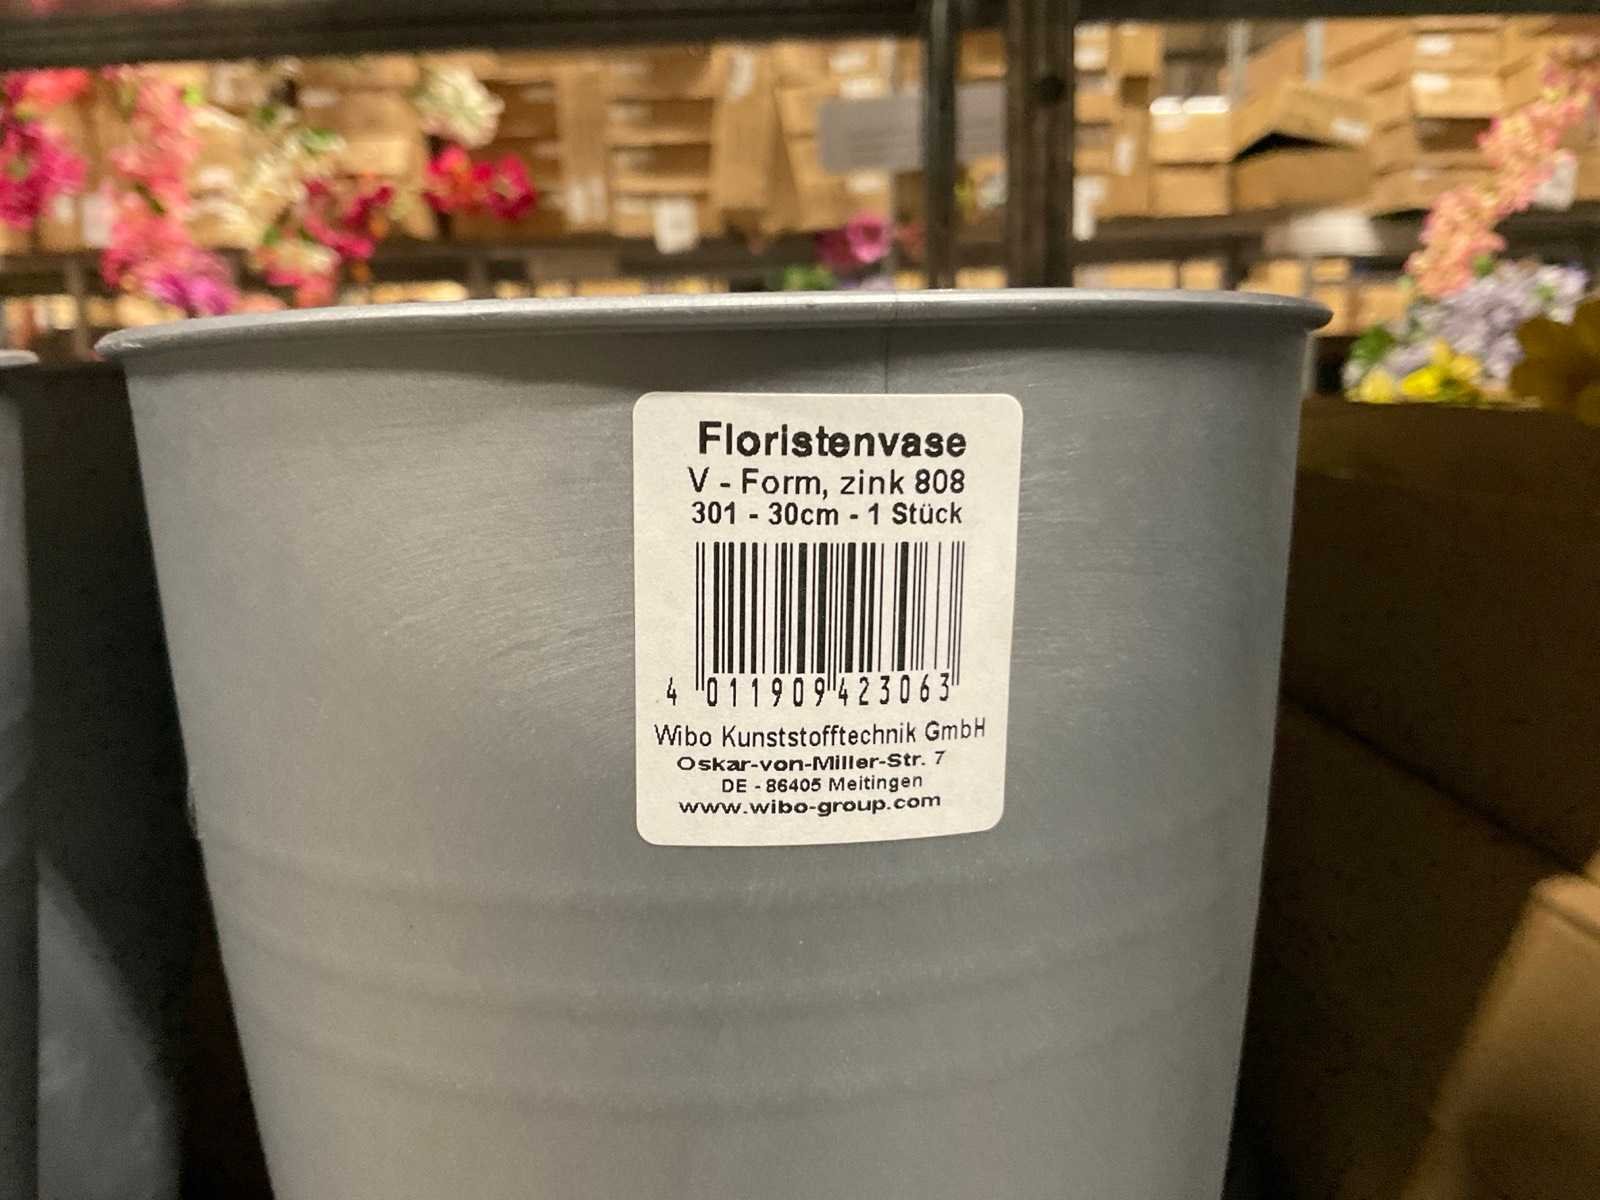 Floristenvase
V - Form, zink 808
301 - 30cm - 1 Stück
4 011909 423063
Wibo Kunststofftechnik GmbH
Oskar-von-Miller-Str. 7
DE - 86405 Meitingen
www.wibo-group.com